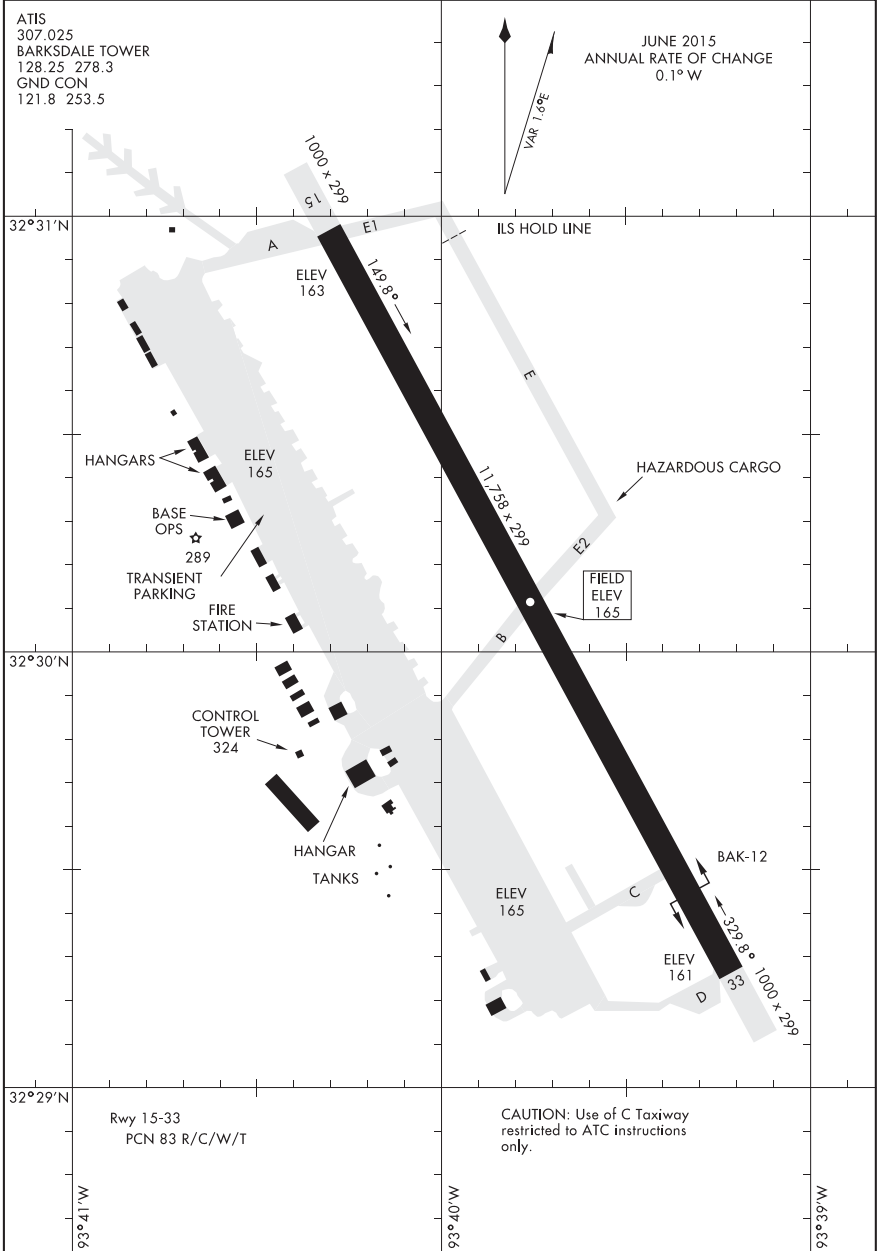 ATIS
307.025
BARKSDALE TOWER
128.25 278.3
GND CON
121.8 253.5
JUNE 2015
ANNUAL RATE OF CHANGE
0.1° W
VAR 1.6°E
1000 x 299
15
32°31'N
A
E1
ILS HOLD LINE
ELEV
163
149.8°
E
HANGARS
ELEV
165
HAZARDOUS CARGO
11,758 x 299
BASE
OPS
289
E2
TRANSIENT
PARKING
FIELD
ELEV
165
FIRE
STATION
B
32°30'N
CONTROL
TOWER
324
HANGAR
TANKS
BAK-12
ELEV
165
C
329.8°
ELEV
161
D
33
1000 x 299
32°29'N
Rwy 15-33
PCN 83 R/C/W/T
CAUTION: Use of C Taxiway
restricted to ATC instructions
only.
93°41'W
93°40'W
93°39'W